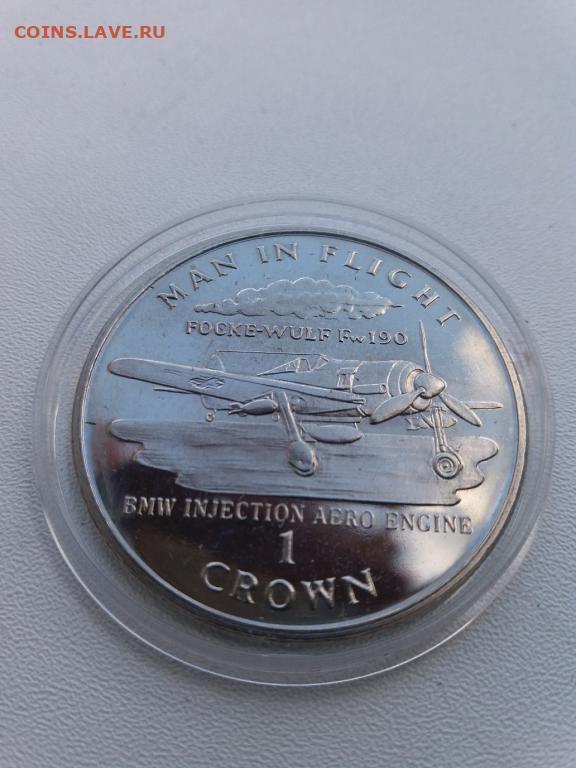 COINS.LAVE.RU
MAN IN FLIGHT
FOCKE-WULF Fw 190
BMW INJECTION AERO ENGINE
1
CROWN